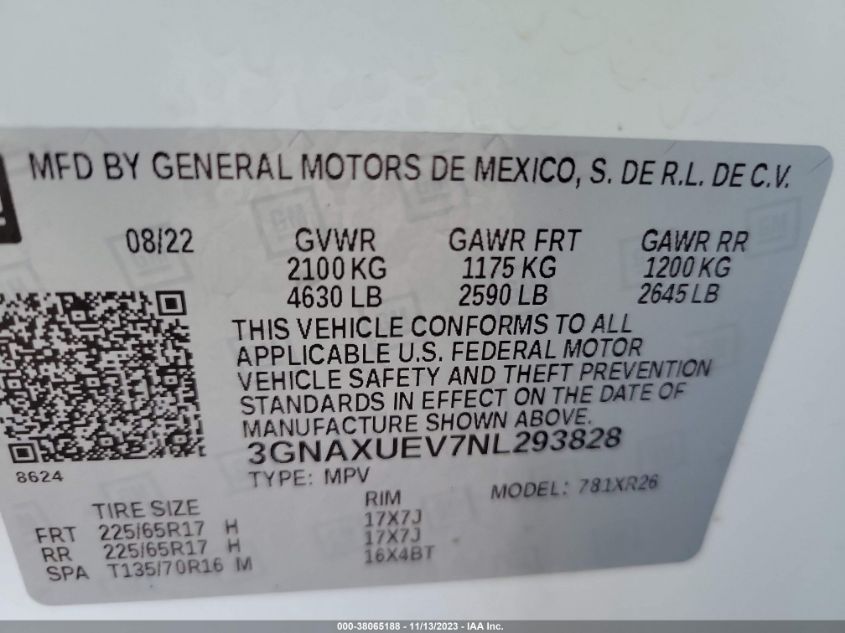 MFD BY GENERAL MOTORS DE MEXICO, S. DE R.L. DE C.V.
08/22 GVWR GAWR FRT GAWR RR
2100 KG 1175 KG 1200 KG
4630 LB 2590 LB 2645 LB
THIS VEHICLE CONFORMS TO ALL
APPLICABLE U.S. FEDERAL MOTOR
VEHICLE SAFETY AND THEFT PREVENTION
STANDARDS IN EFFECT ON THE DATE OF
MANUFACTURE SHOWN ABOVE.
3GNAXUEV7NL293828
8624
TYPE: MPV MODEL: 781XR26
TIRE SIZE RIM
FRT 225/65R17 H 17X7J
RR 225/65R17 H 17X7J
SPA T135/70R16 M 16X4BT
000-38065188 - 11/13/2023 - IAA Inc.